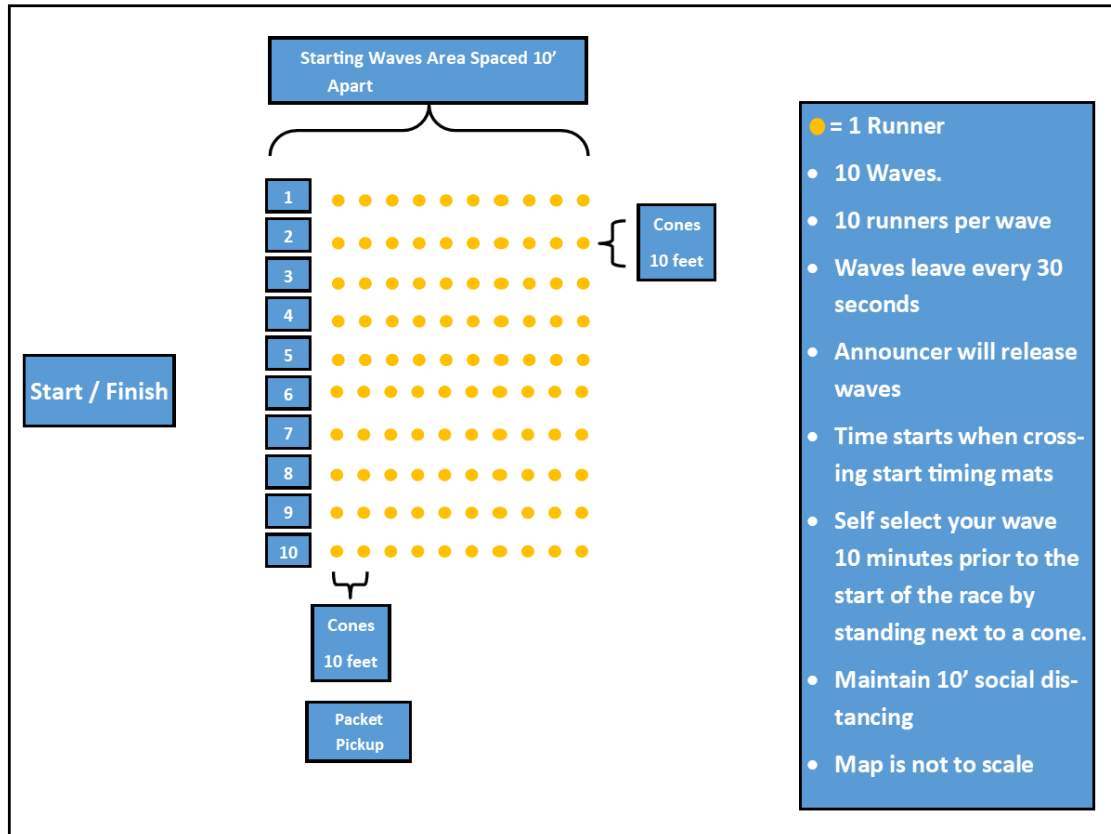 Starting Waves Area Spaced 10’
Apart
1
2
3
4
5
6
7
8
9
10
Cones
10 feet
Start / Finish
Cones
10 feet
Packet
Pickup
= 1 Runner
• 10 Waves.
• 10 runners per wave
• Waves leave every 30
seconds
• Announcer will release
waves
• Time starts when cross-
ing start timing mats
• Self select your wave
10 minutes prior to the
start of the race by
standing next to a cone.
• Maintain 10’ social dis-
tancing
• Map is not to scale